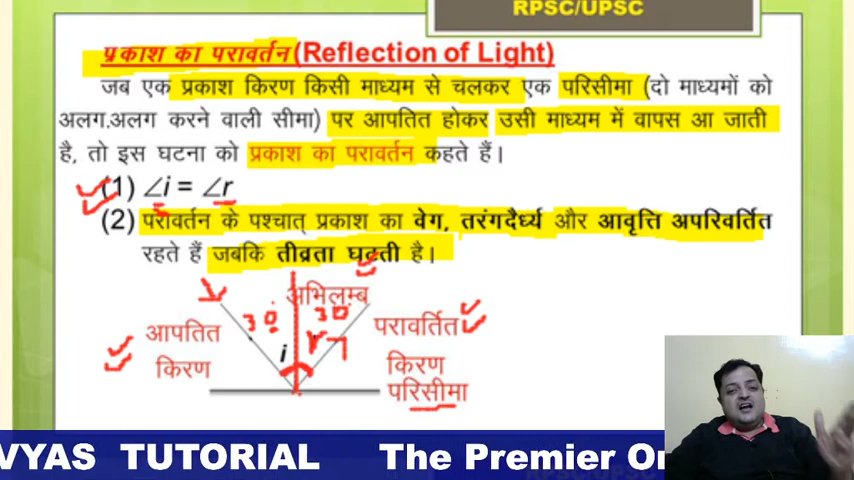 RPSC/UPSC
प्रकाश का परावर्तन(Reflection of Light)
जब एक प्रकाश किरण किसी माध्यम से चलकर एक परिसीमा (दो माध्यमों को
अलग.अलग करने वाली सीमा) पर आपतित होकर उसी माध्यम में वापस आ जाती
है, तो इस घटना को प्रकाश का परावर्तन कहते हैं।
(1) ∠i = ∠r
(2) परावर्तन के पश्चात् प्रकाश का वेग, तरंगदैर्ध्य और आवृत्ति अपरिवर्तित
रहते हैं जबकि तीव्रता घटती है।
अभिलम्ब
30 30
आपतित परावर्तित
i r
किरण किरण
परिसीमा
VYAS TUTORIAL The Premier On